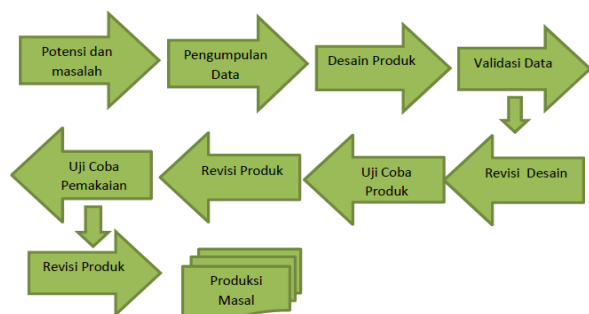 Potensi dan
masalah
Pengumpulan
Data
Desain Produk
Validasi Data
Uji Coba
Pemakaian
Revisi Produk
Uji Coba
Produk
Revisi Desain
Revisi Produk
Produksi
Masal